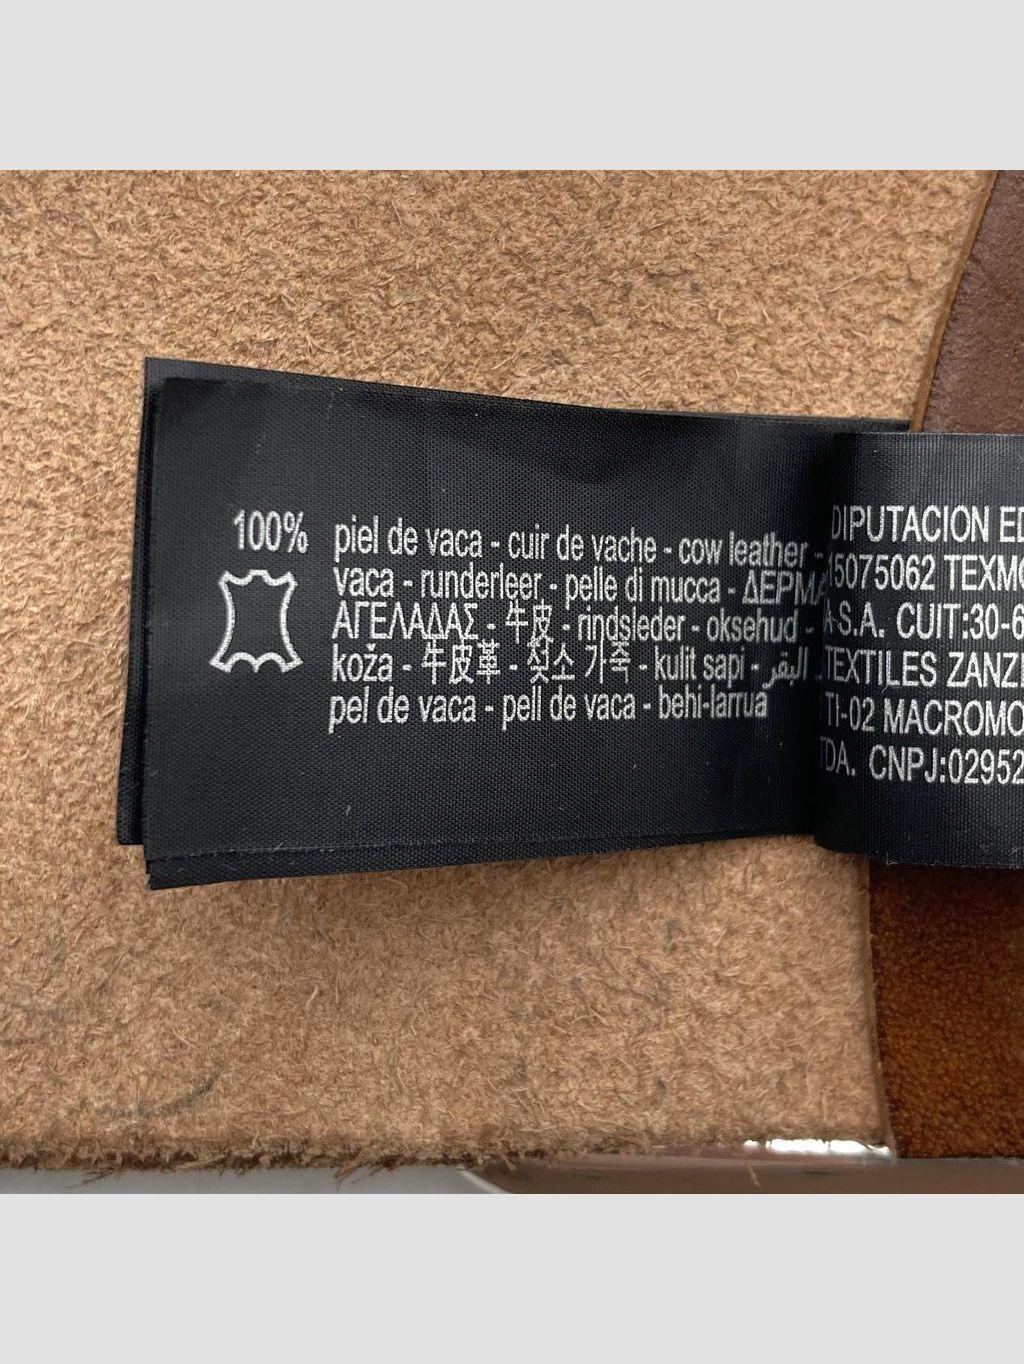 100% piel de vaca - cuir de vache - cow leather -
vaca - runderleer - pelle di mucca - ΔΕΡΜΑ
ΑΓΕΛΑΔΑΣ - 牛皮 - rindsleder - oksehud -
koža - 牛皮革 - 젖소 가죽 - kulit sapi - البقر
pel de vaca - pell de vaca - behi-larrua
DIPUTACION ED
15075062 TEXMO
A-S.A. CUIT:30-6
TEXTILES ZANZI
TI-02 MACROMO
TDA. CNPJ:02952